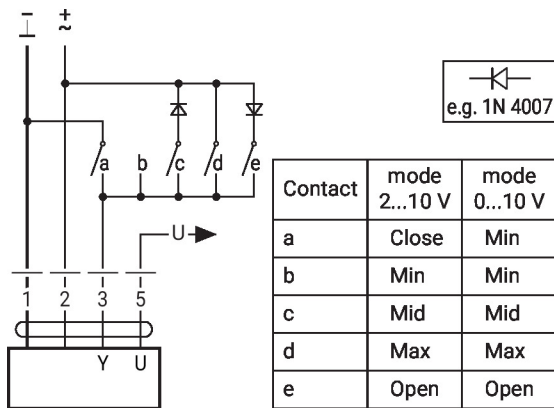 − +
⊥ ~
e.g. 1N 4007
a b c d e
U
1 2 3 5
Y U
Contact mode 2...10 V mode 0...10 V
a Close Min
b Min Min
c Mid Mid
d Max Max
e Open Open